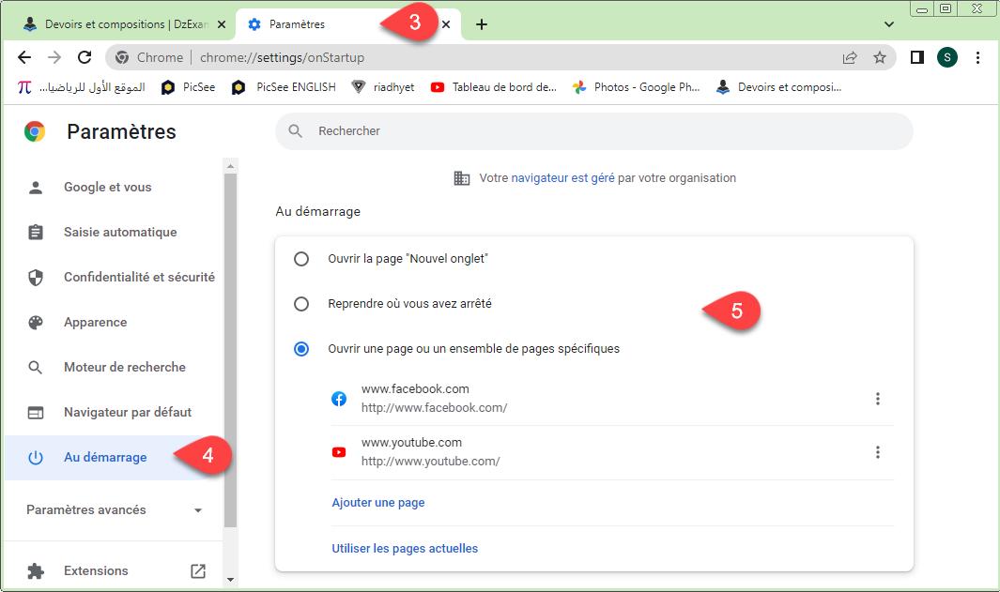 Devoirs et compositions | DzExan
Paramètres
3
Chrome
chrome://settings/onStartup
S
الموقع الأول للرياضيا...
PicSee
PicSee ENGLISH
riadhyet
Tableau de bord de...
Photos - Google Ph...
Devoirs et composi...
Paramètres
Rechercher
Google et vous
Saisie automatique
Confidentialité et sécurité
Apparence
Moteur de recherche
Navigateur par défaut
Au démarrage
4
Paramètres avancés
Extensions
Votre navigateur est géré par votre organisation
Au démarrage
Ouvrir la page "Nouvel onglet"
Reprendre où vous avez arrêté
5
Ouvrir une page ou un ensemble de pages spécifiques
www.facebook.com
http://www.facebook.com/
www.youtube.com
http://www.youtube.com/
Ajouter une page
Utiliser les pages actuelles